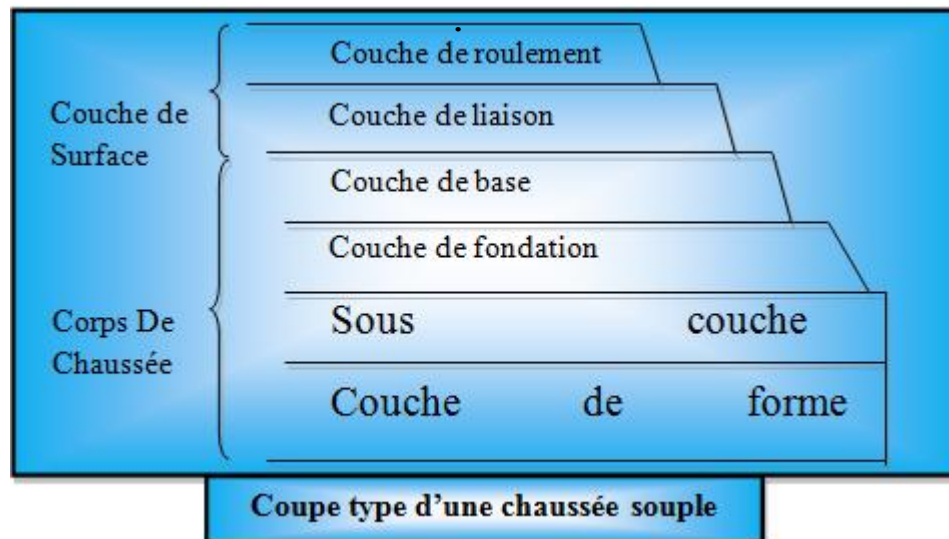 Couche de roulement
Couche de
Surface
Couche de liaison
Couche de base
Couche de fondation
Corps De
Chaussée
Sous couche
Couche de forme
Coupe type d'une chaussée souple